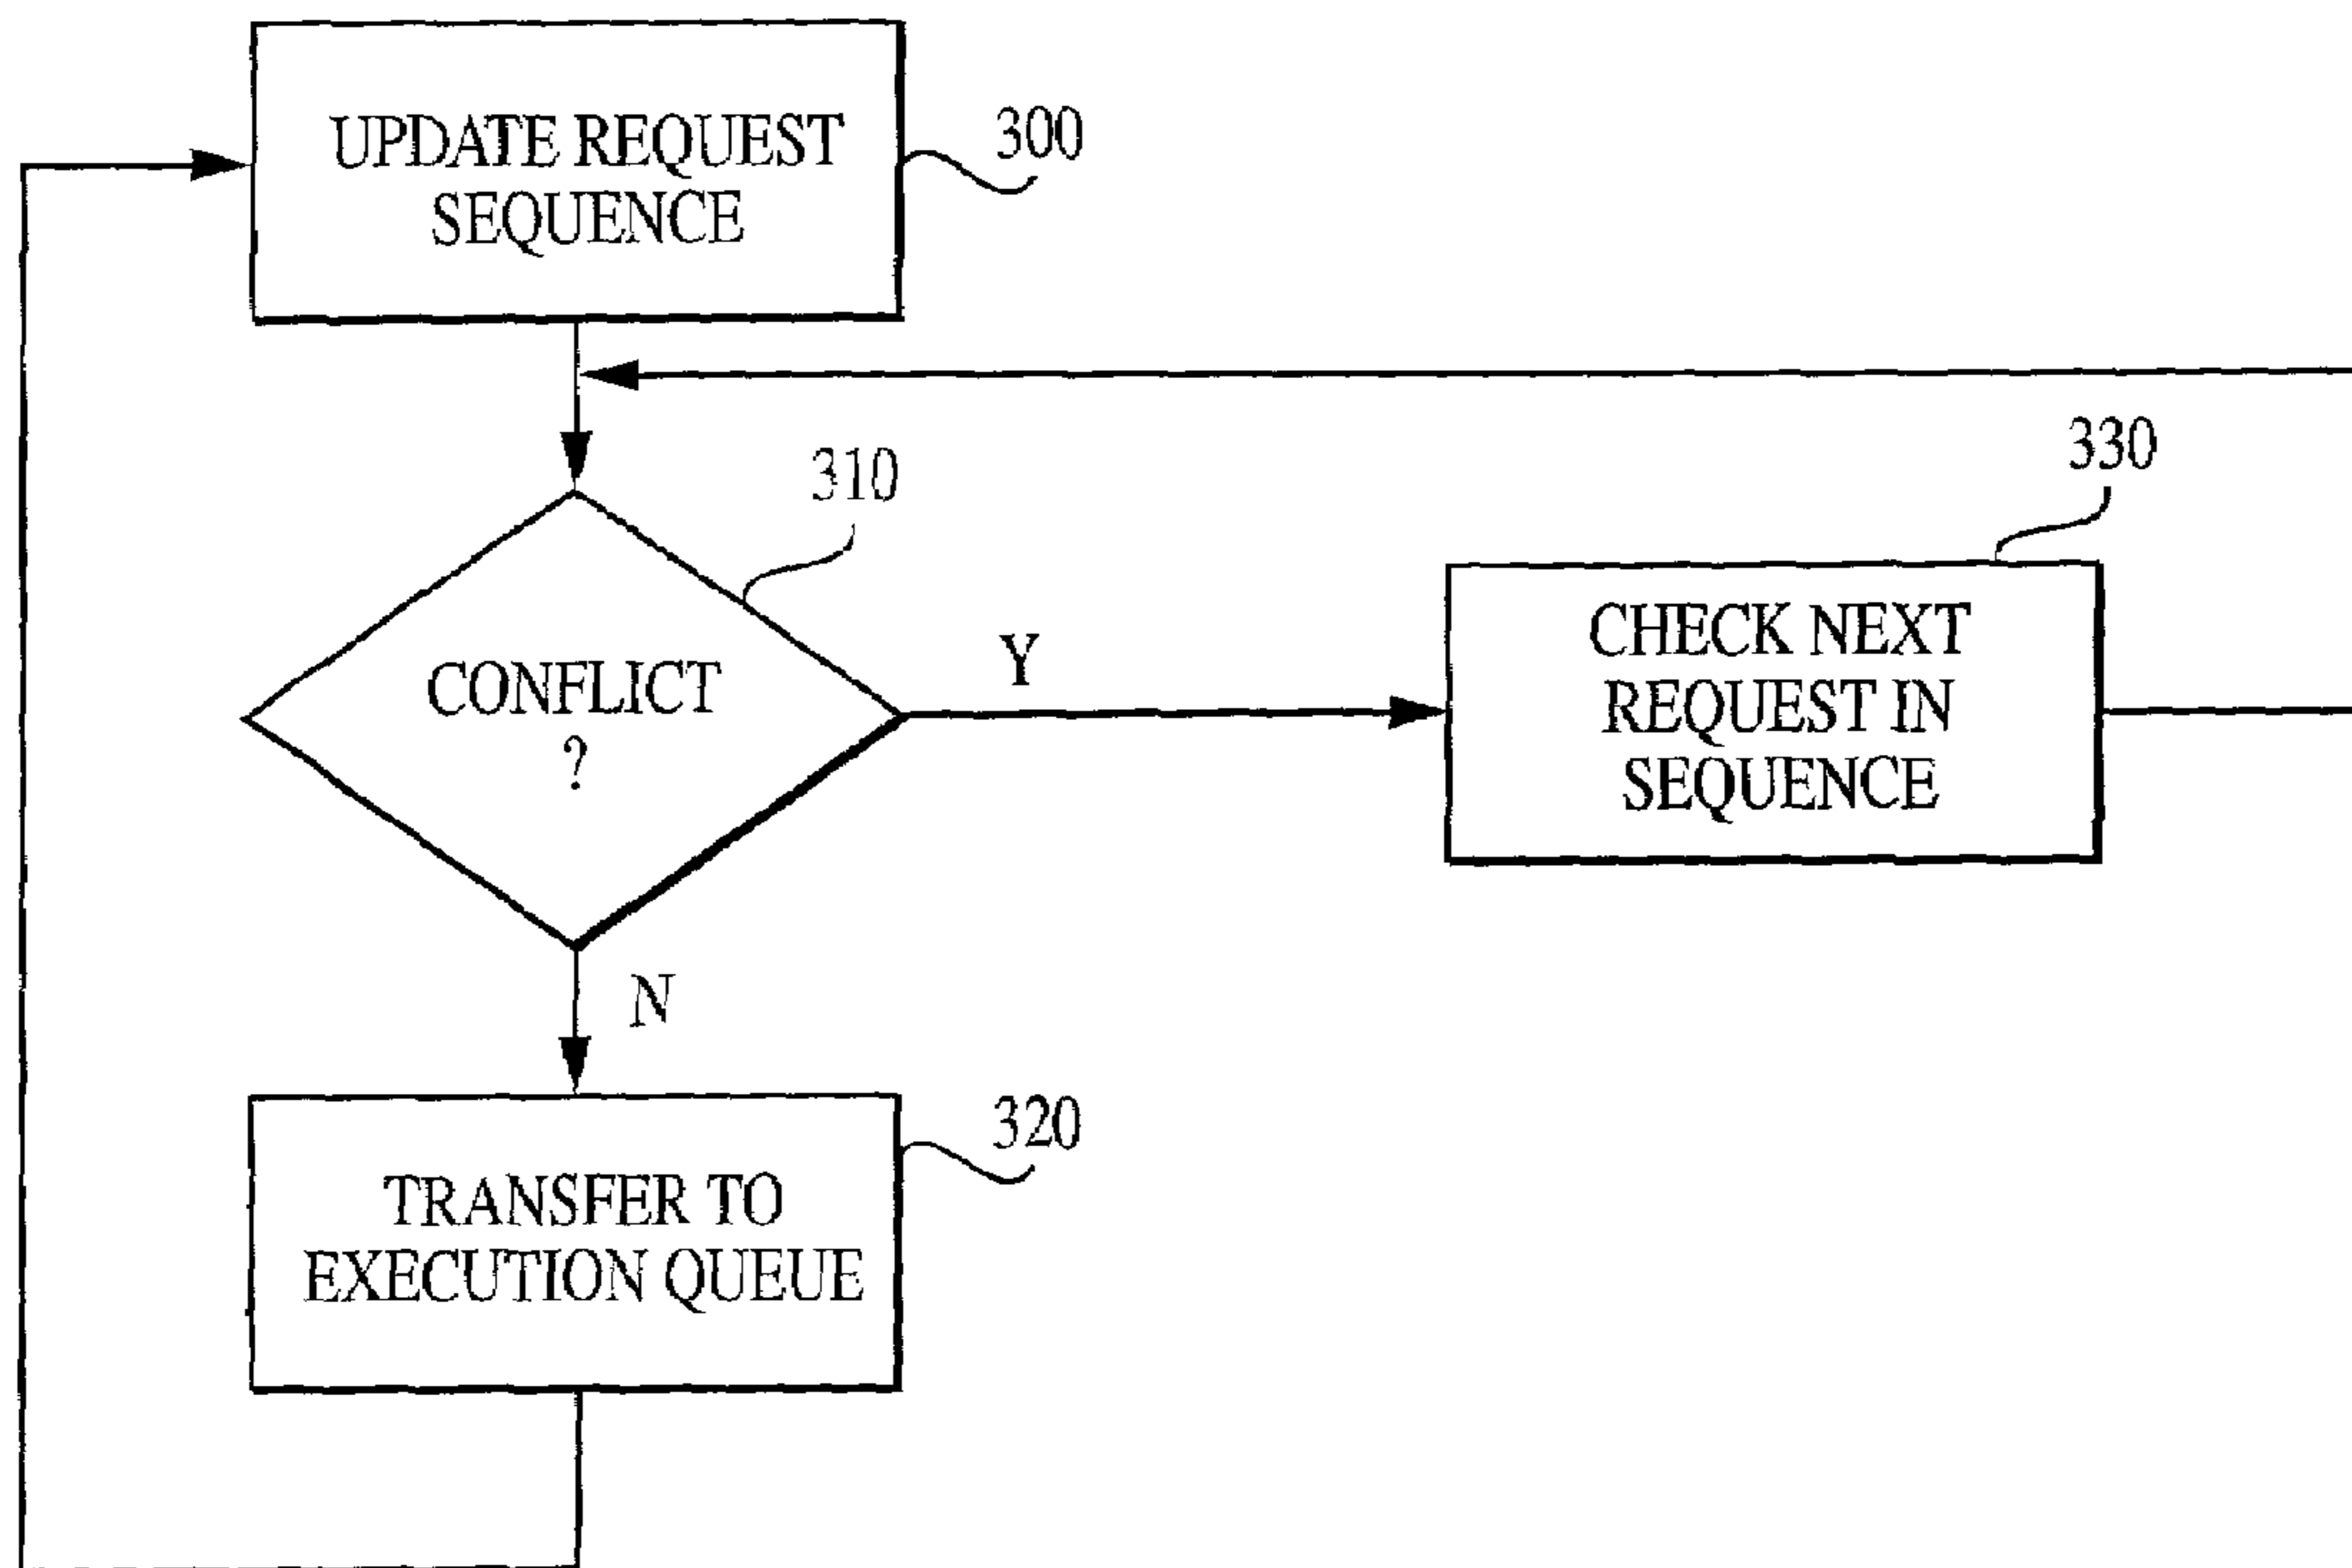 UPDATE REQUEST
SEQUENCE
300
310
330
CONFLICT
?
Y
CHECK NEXT
REQUEST IN
SEQUENCE
N
320
TRANSFER TO
EXECUTION QUEUE